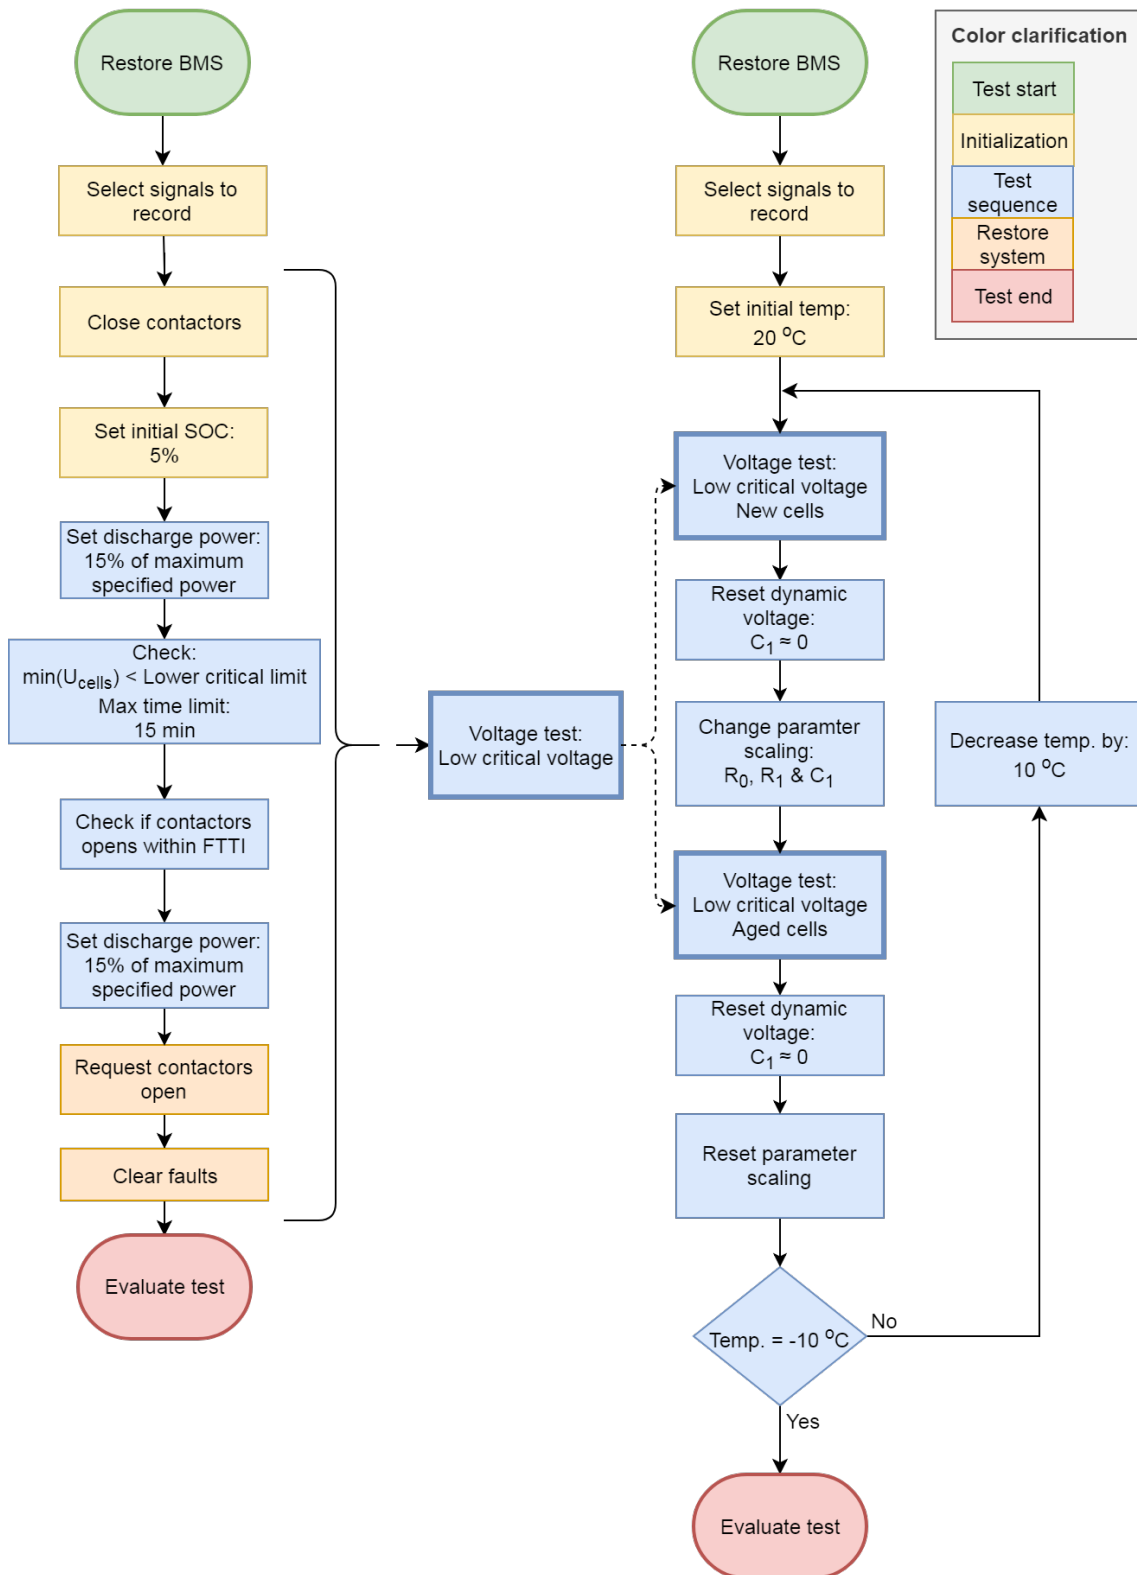 Restore BMS
Select signals to
record
Close contactors
Set initial SOC:
5%
Set discharge power:
15% of maximum
specified power
Check:
min(U_cells) < Lower critical limit
Max time limit:
15 min
Check if contactors
opens within FTTI
Set discharge power:
15% of maximum
specified power
Request contactors
open
Clear faults
Evaluate test
Voltage test:
Low critical voltage
Restore BMS
Select signals to
record
Set initial temp:
20 °C
Voltage test:
Low critical voltage
New cells
Reset dynamic
voltage:
C₁ ≈ 0
Change paramter
scaling:
R₀, R₁ & C₁
Voltage test:
Low critical voltage
Aged cells
Reset dynamic
voltage:
C₁ ≈ 0
Reset parameter
scaling
Temp. = -10 °C
No
Yes
Evaluate test
Decrease temp. by:
10 °C
Color clarification
Test start
Initialization
Test
sequence
Restore
system
Test end